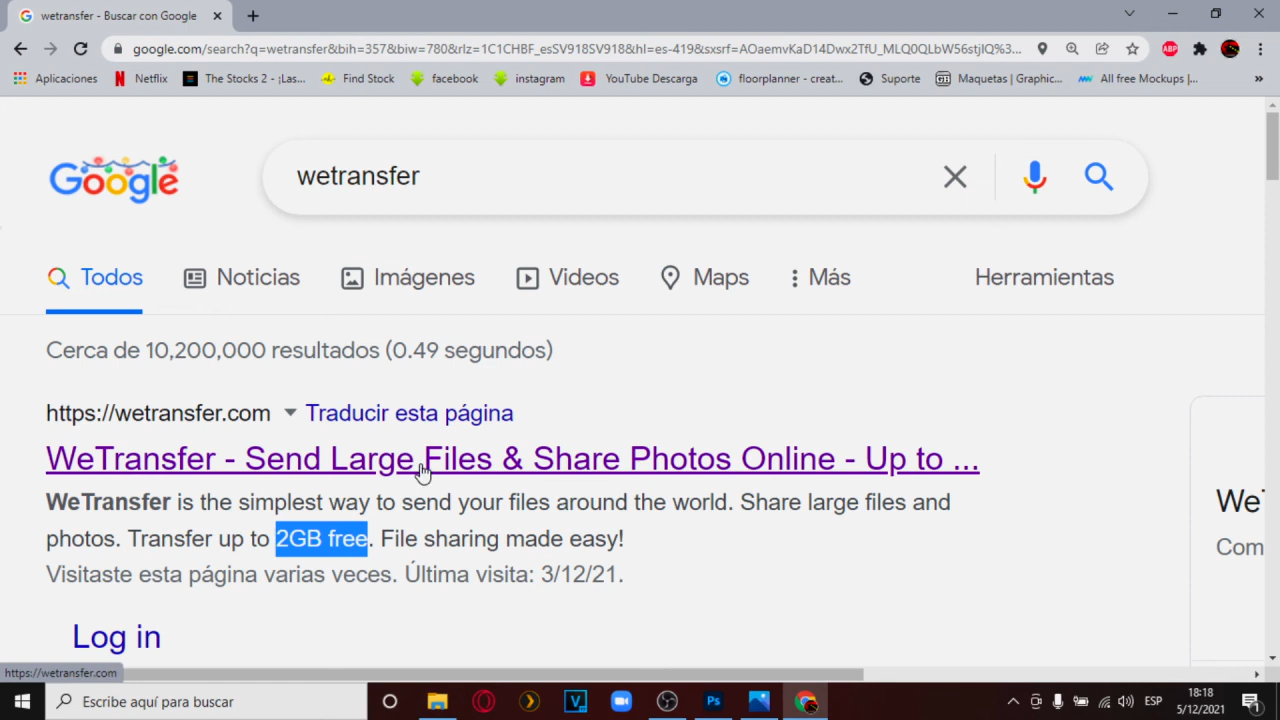 wetransfer - Buscar con Google
google.com/search?q=wetransfer&bih=357&biw=780&rlz=1C1CHBF_esSV918SV918&hl=es-419&sxsrf=AOaemvKaD14Dwx2TfU_MLQ0QLbW56stjlQ%3...
ABP
Aplicaciones
Netflix
The Stocks 2 - ¡Las...
Find Stock
facebook
instagram
YouTube Descarga
floorplanner - creat...
Suporte
Maquetas | Graphic...
All free Mockups |...
Google
wetransfer
Todos
Noticias
Imágenes
Videos
Maps
Más
Herramientas
Cerca de 10,200,000 resultados (0.49 segundos)
https://wetransfer.com
Traducir esta página
WeTransfer - Send Large Files & Share Photos Online - Up to ...
WeTransfer is the simplest way to send your files around the world. Share large files and
photos. Transfer up to 2GB free. File sharing made easy!
Visitaste esta página varias veces. Última visita: 3/12/21.
Log in
WeT
Com
https://wetransfer.com
Escribe aquí para buscar
Ps
ESP
18:18
5/12/2021